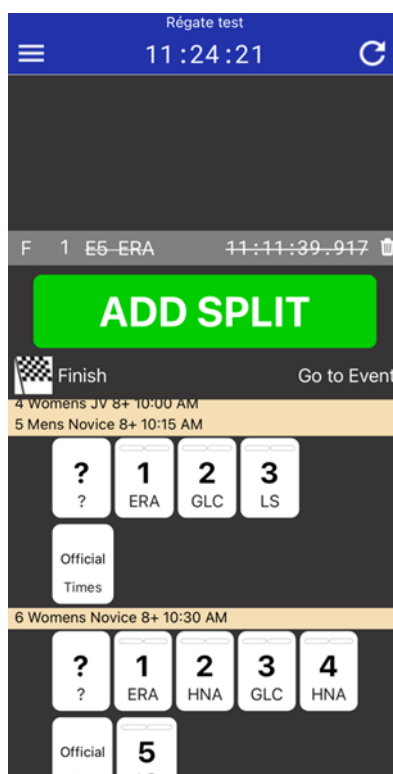 Régate test
11:24:21
F 1 E5 ERA 11:11:39.917
ADD SPLIT
Finish Go to Event
4 Womens JV 8+ 10:00 AM
5 Mens Novice 8+ 10:15 AM
? 1 2 3
? ERA GLC LS
Official
Times
6 Womens Novice 8+ 10:30 AM
? 1 2 3 4
? ERA HNA GLC HNA
Official 5